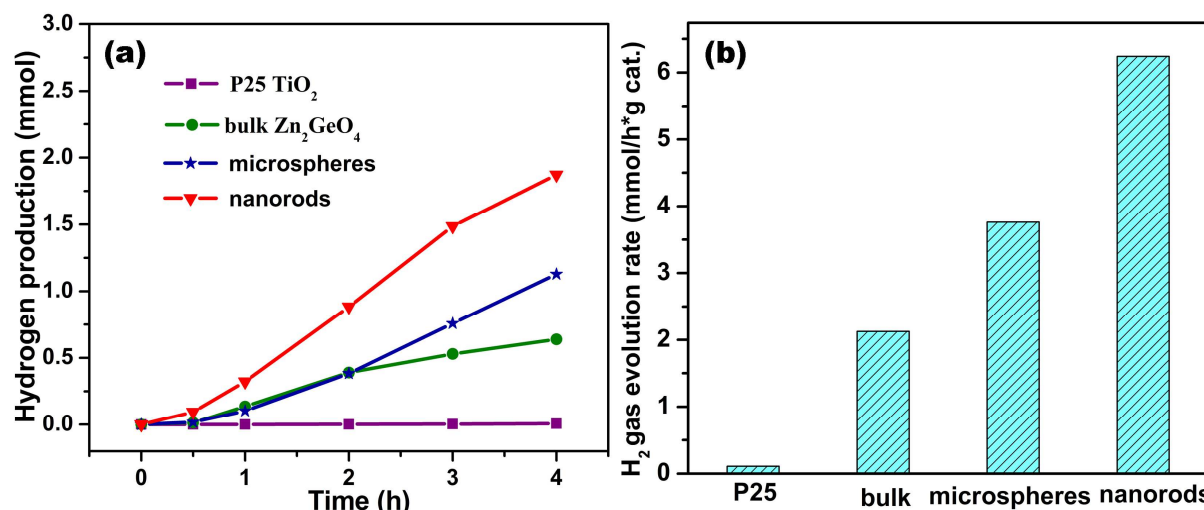 (a)
Hydrogen production (mmol)
3.0
2.5
2.0
1.5
1.0
0.5
0.0
P25 TiO₂
bulk Zn₂GeO₄
microspheres
nanorods
0 1 2 3 4
Time (h)
(b)
H₂ gas evolution rate (mmol/h*g cat.)
6
5
4
3
2
1
0
P25 bulk microspheres nanorods